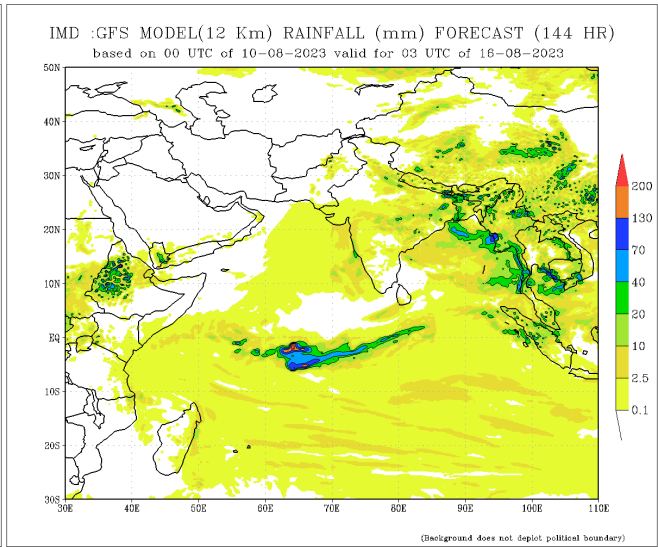 IMD :GFS MODEL(12 Km) RAINFALL (mm) FORECAST (144 HR)
based on 00 UTC of 10-08-2023 valid for 03 UTC of 16-08-2023
50N
40N
30N
20N
10N
EQ
10S
20S
30S
30E 40E 50E 60E 70E 80E 90E 100E 110E
200
130
70
40
20
10
2.5
0.1
(Background does not depict political boundary)